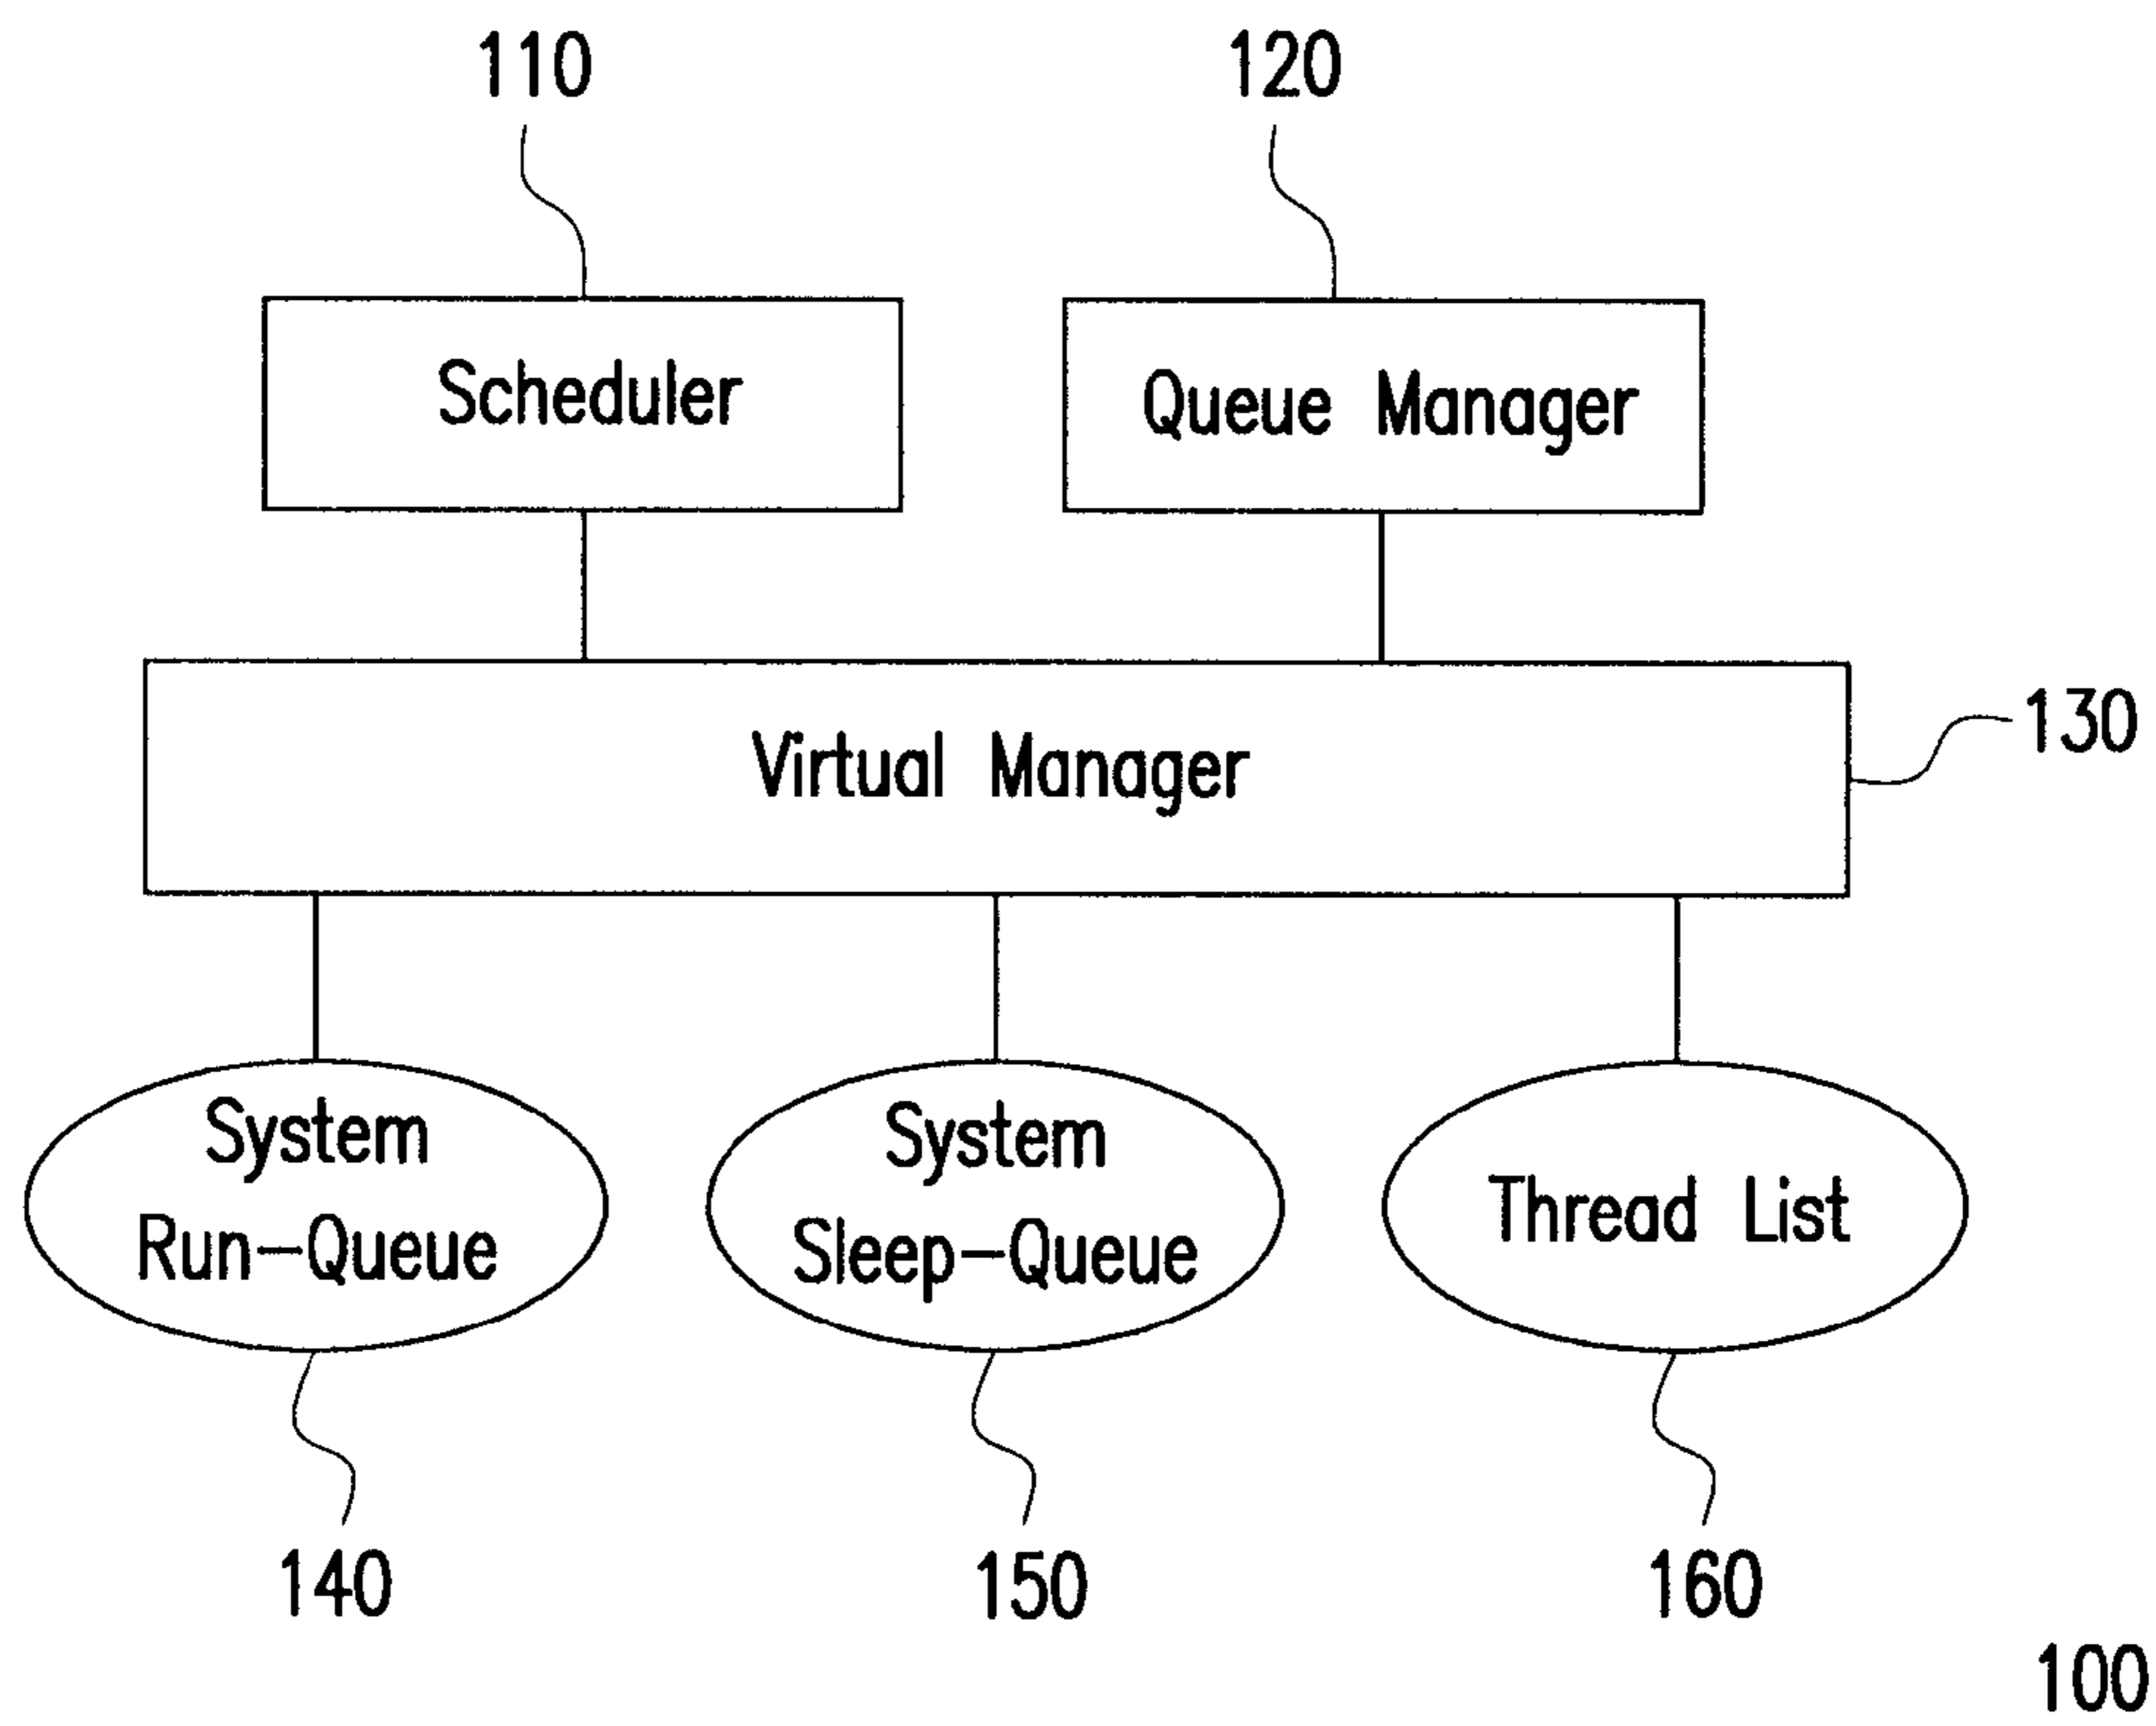 110
120
Scheduler
Queue Manager
Virtual Manager
130
System
Run-Queue
System
Sleep-Queue
Thread List
140
150
160
100